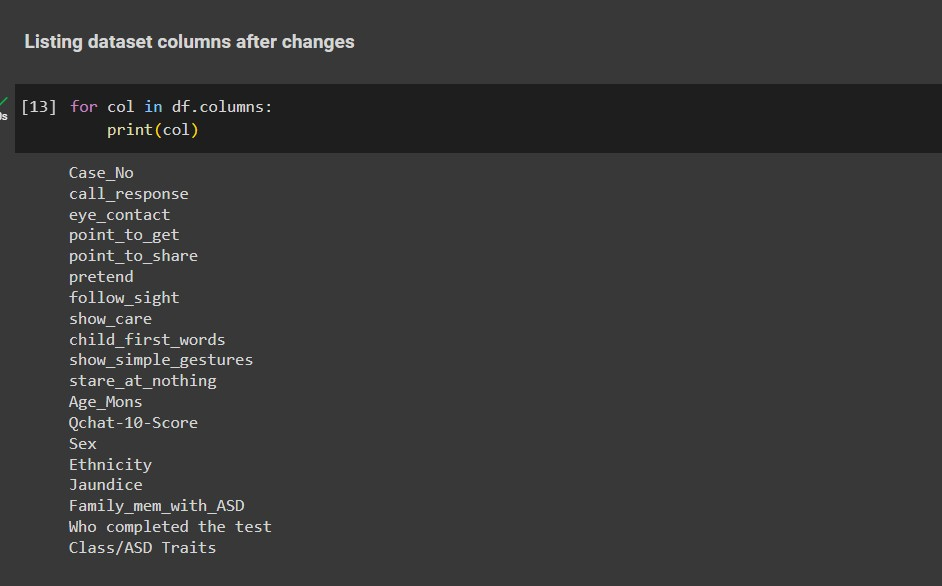 Listing dataset columns after changes
[13] for col in df.columns:
print(col)
Case_No
call_response
eye_contact
point_to_get
point_to_share
pretend
follow_sight
show_care
child_first_words
show_simple_gestures
stare_at_nothing
Age_Mons
Qchat-10-Score
Sex
Ethnicity
Jaundice
Family_mem_with_ASD
Who completed the test
Class/ASD Traits